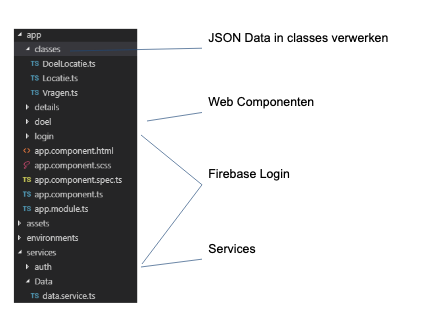 app
classes
TS DoelLocatie.ts
TS Locatie.ts
TS Vragen.ts
details
doel
login
<> app.component.html
app.component.scss
TS app.component.spec.ts
TS app.component.ts
TS app.module.ts
assets
environments
services
auth
Data
TS data.service.ts
JSON Data in classes verwerken
Web Componenten
Firebase Login
Services